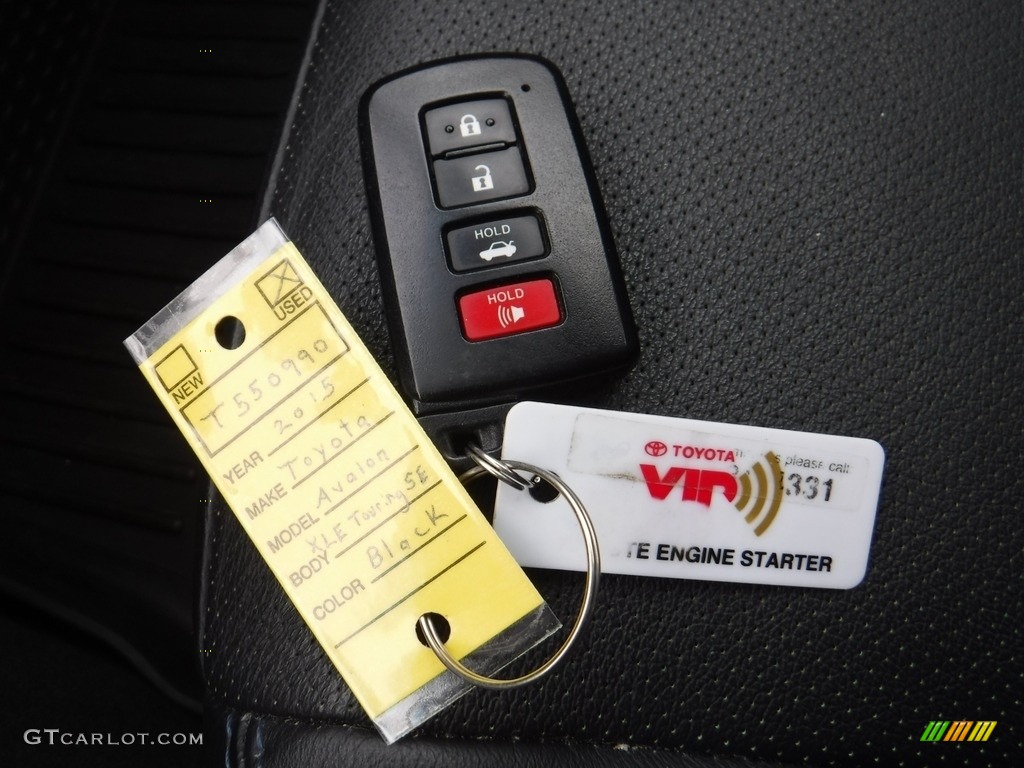 HOLD
HOLD
USED
NEW
T550990
YEAR 2015
MAKE Toyota
MODEL Avalon
XLE Touring SE
BODY
COLOR Black
TOYOTA
please call:
VIP
331
TE ENGINE STARTER
GTCARLOT.COM